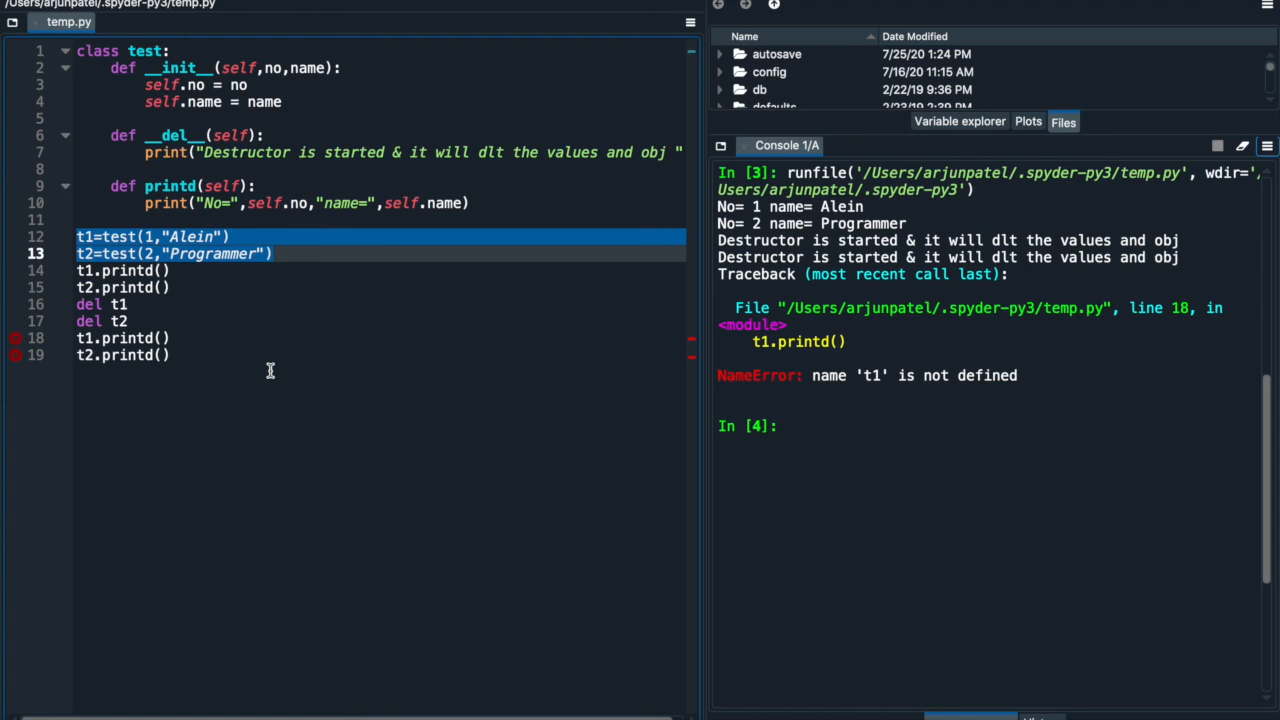 /Users/arjunpatel/.spyder-py3/temp.py
temp.py
1 class test:
2     def __init__(self,no,name):
3         self.no = no
4         self.name = name
5
6     def __del__(self):
7         print("Destructor is started & it will dlt the values and obj "
8
9     def printd(self):
10         print("No=",self.no,"name=",self.name)
11
12 t1=test(1,"Alein")
13 t2=test(2,"Programmer")
14 t1.printd()
15 t2.printd()
16 del t1
17 del t2
18 t1.printd()
19 t2.printd()
Name Date Modified
autosave 7/25/20 1:24 PM
config 7/16/20 11:15 AM
db 2/22/19 9:36 PM
defaults 2/23/19 2:39 PM
Variable explorer Plots Files
Console 1/A
In [3]: runfile('/Users/arjunpatel/.spyder-py3/temp.py', wdir='/
Users/arjunpatel/.spyder-py3')
No= 1 name= Alein
No= 2 name= Programmer
Destructor is started & it will dlt the values and obj
Destructor is started & it will dlt the values and obj
Traceback (most recent call last):
File "/Users/arjunpatel/.spyder-py3/temp.py", line 18, in
<module>
t1.printd()
NameError: name 't1' is not defined
In [4]: